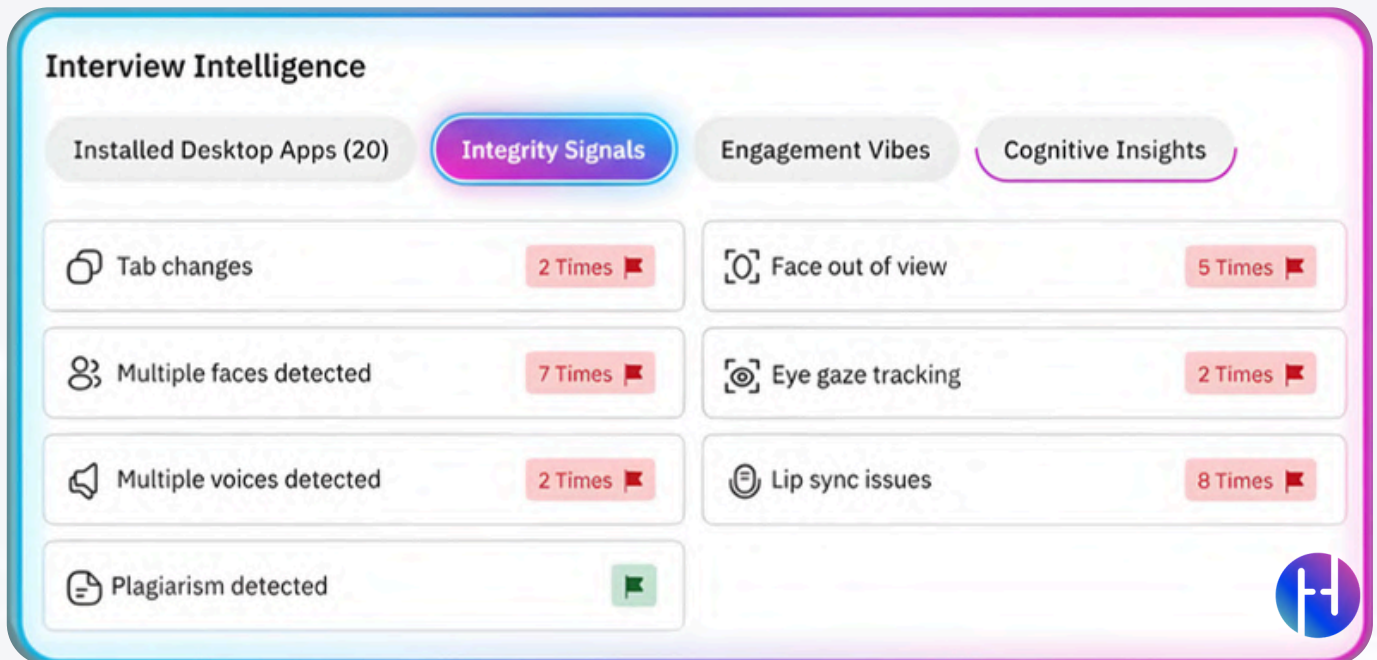 Interview Intelligence
Installed Desktop Apps (20) Integrity Signals Engagement Vibes Cognitive Insights
Tab changes 2 Times Face out of view 5 Times
Multiple faces detected 7 Times Eye gaze tracking 2 Times
Multiple voices detected 2 Times Lip sync issues 8 Times
Plagiarism detected
H